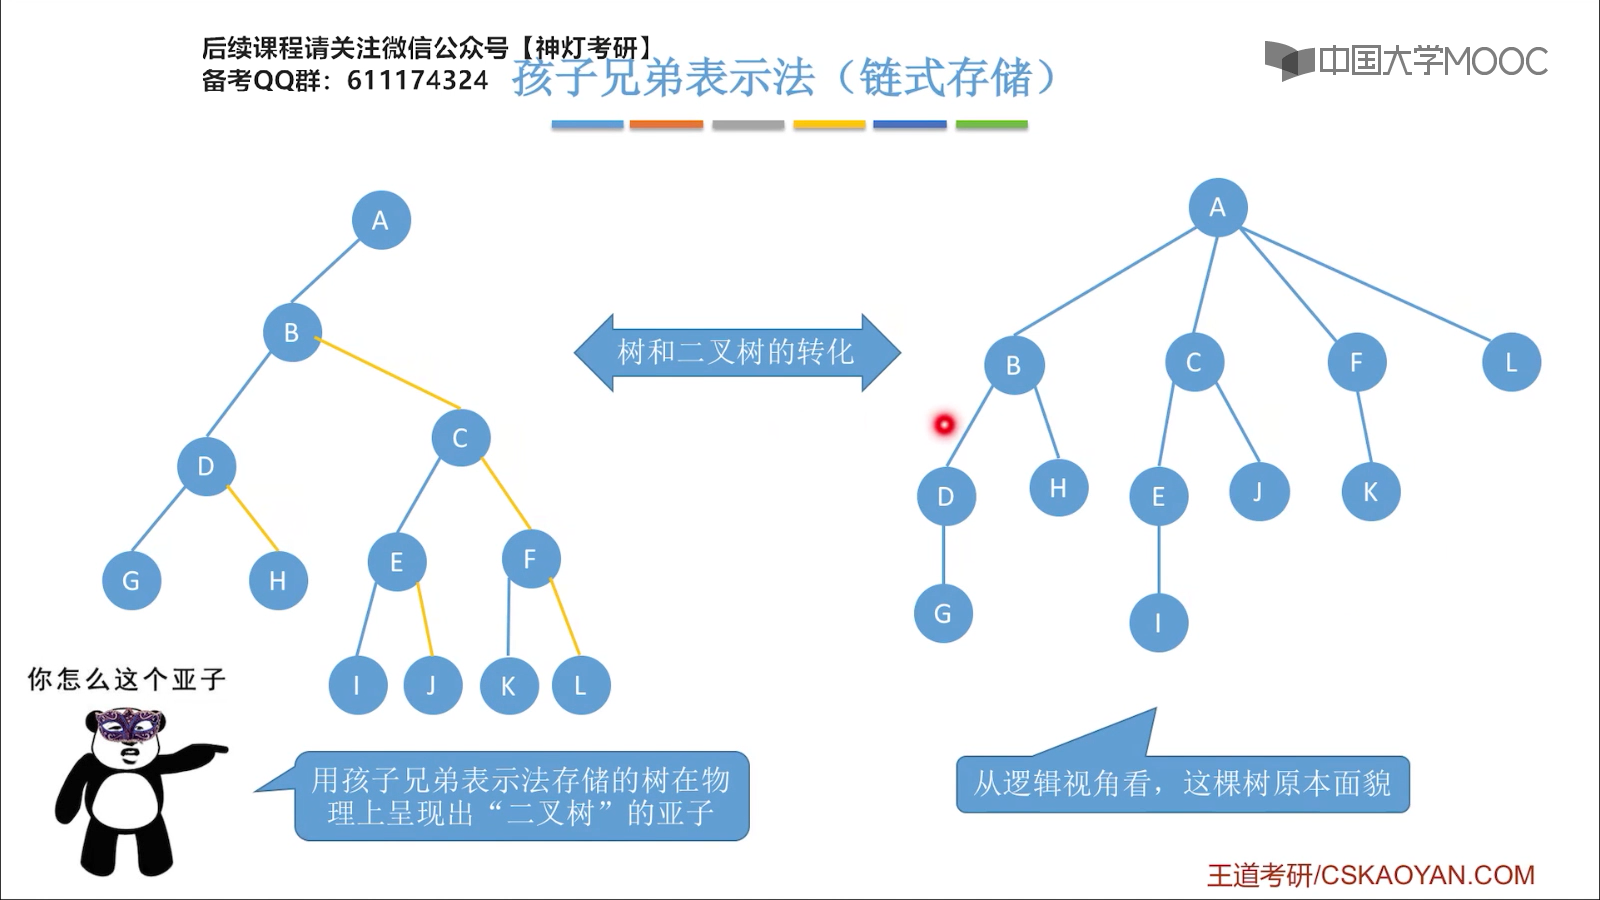 后续课程请关注微信公众号【神灯考研】
备考QQ群：611174324
孩子兄弟表示法（链式存储）
中国大学MOOC
A
B
C
D
E
F
G
H
I
J
K
L
树和二叉树的转化
A
B
C
F
L
D
H
E
J
K
G
I
你怎么这个亚子
用孩子兄弟表示法存储的树在物
理上呈现出“二叉树”的亚子
从逻辑视角看，这棵树原本面貌
王道考研/CSKAOYAN.COM